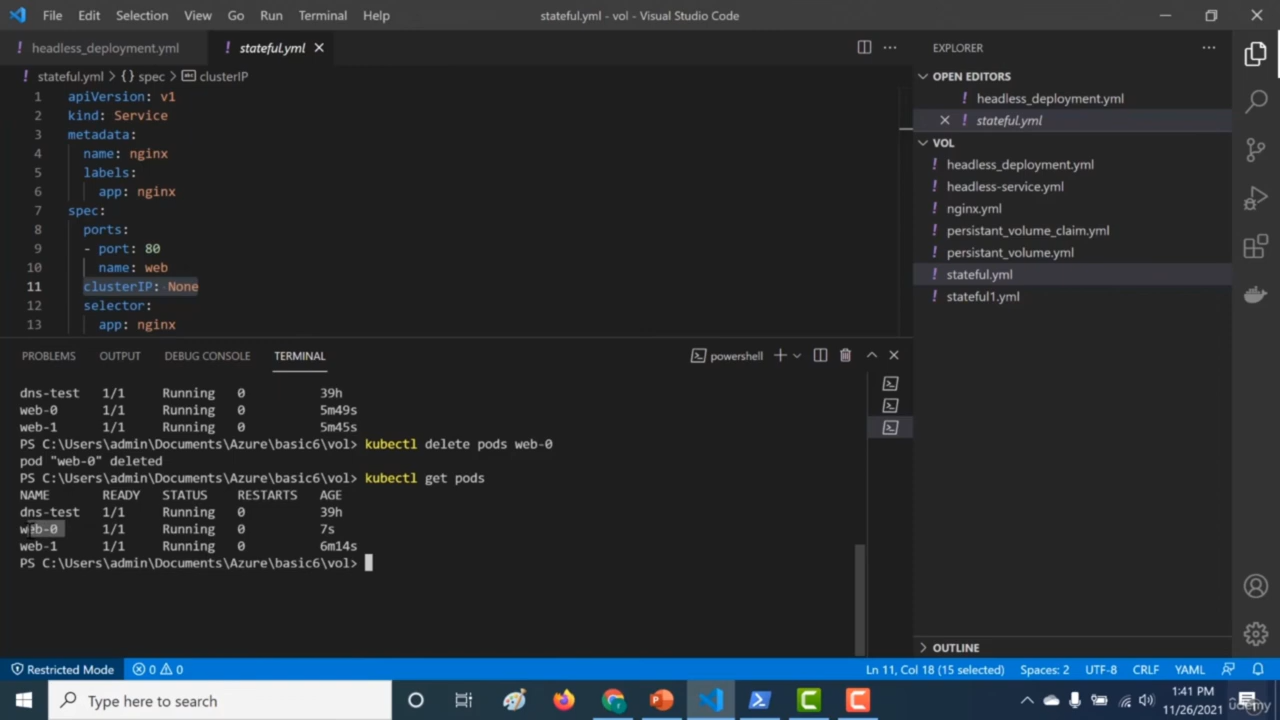 File Edit Selection View Go Run Terminal Help
stateful.yml - vol - Visual Studio Code
! headless_deployment.yml
! stateful.yml
EXPLORER
! stateful.yml > {} spec > clusterIP
OPEN EDITORS
! headless_deployment.yml
! stateful.yml
VOL
! headless_deployment.yml
! headless-service.yml
! nginx.yml
! persistant_volume_claim.yml
! persistant_volume.yml
! stateful.yml
! stateful1.yml
1 apiVersion: v1
2 kind: Service
3 metadata:
4 name: nginx
5 labels:
6 app: nginx
7 spec:
8 ports:
9 - port: 80
10 name: web
11 clusterIP: None
12 selector:
13 app: nginx
PROBLEMS OUTPUT DEBUG CONSOLE TERMINAL
powershell
dns-test 1/1 Running 0 39h
web-0 1/1 Running 0 5m49s
web-1 1/1 Running 0 5m45s
PS C:\Users\admin\Documents\Azure\basic6\vol> kubectl delete pods web-0
pod "web-0" deleted
PS C:\Users\admin\Documents\Azure\basic6\vol> kubectl get pods
NAME READY STATUS RESTARTS AGE
dns-test 1/1 Running 0 39h
web-0 1/1 Running 0 7s
web-1 1/1 Running 0 6m14s
PS C:\Users\admin\Documents\Azure\basic6\vol>
OUTLINE
Restricted Mode 0 0
Ln 11, Col 18 (15 selected) Spaces: 2 UTF-8 CRLF YAML
Type here to search
1:41 PM
11/26/2021
udemy